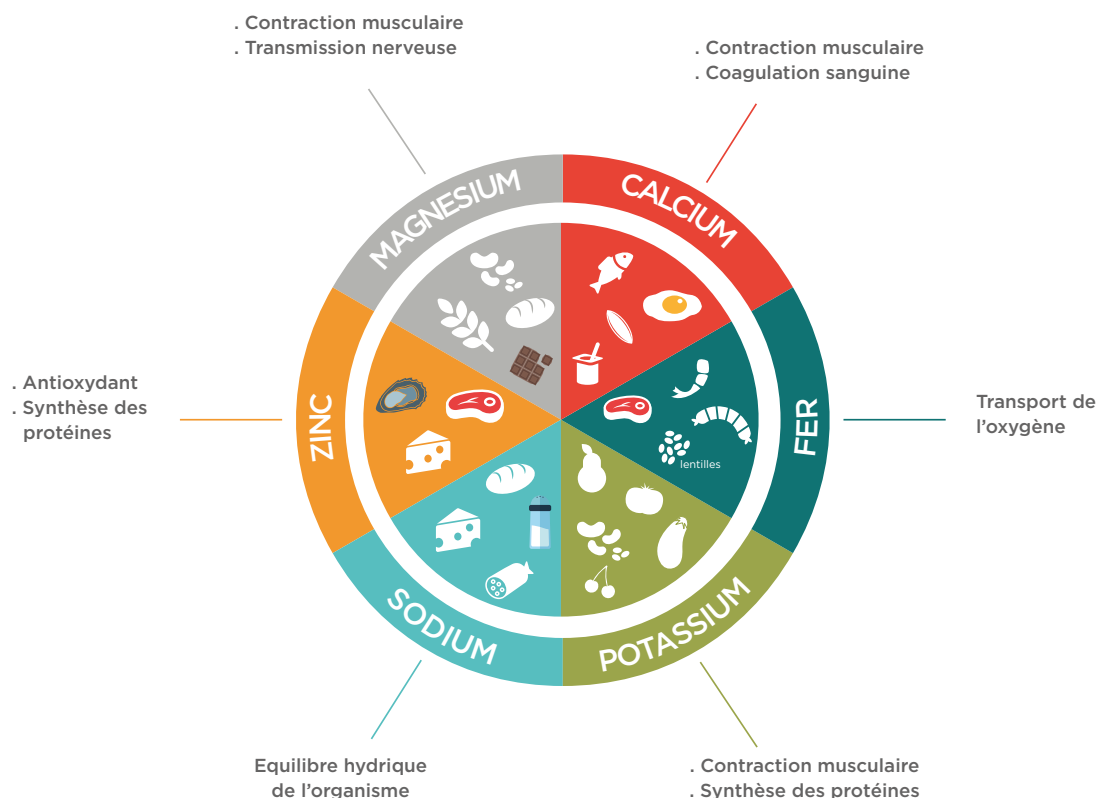 . Contraction musculaire
. Transmission nerveuse
. Contraction musculaire
. Coagulation sanguine
MAGNESIUM
CALCIUM
. Antioxydant
. Synthèse des
protéines
ZINC
FER
Transport de
l’oxygène
lentilles
SODIUM
POTASSIUM
Equilibre hydrique
de l’organisme
. Contraction musculaire
. Synthèse des protéines